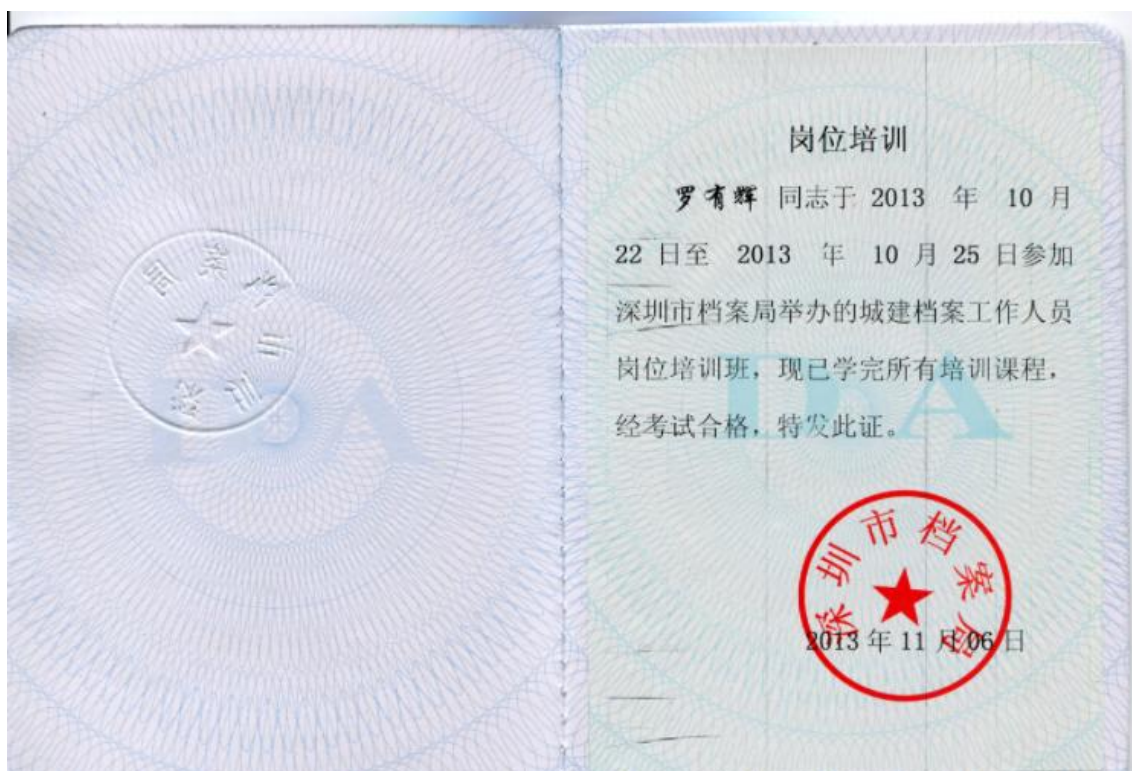 岗位培训
罗有辉 同志于 2013 年 10 月
22 日至 2013 年 10 月 25 日参加
深圳市档案局举办的城建档案工作人员
岗位培训班，现已学完所有培训课程，
经考试合格，特发此证。
深圳市档案局
2013 年 11 月 06 日